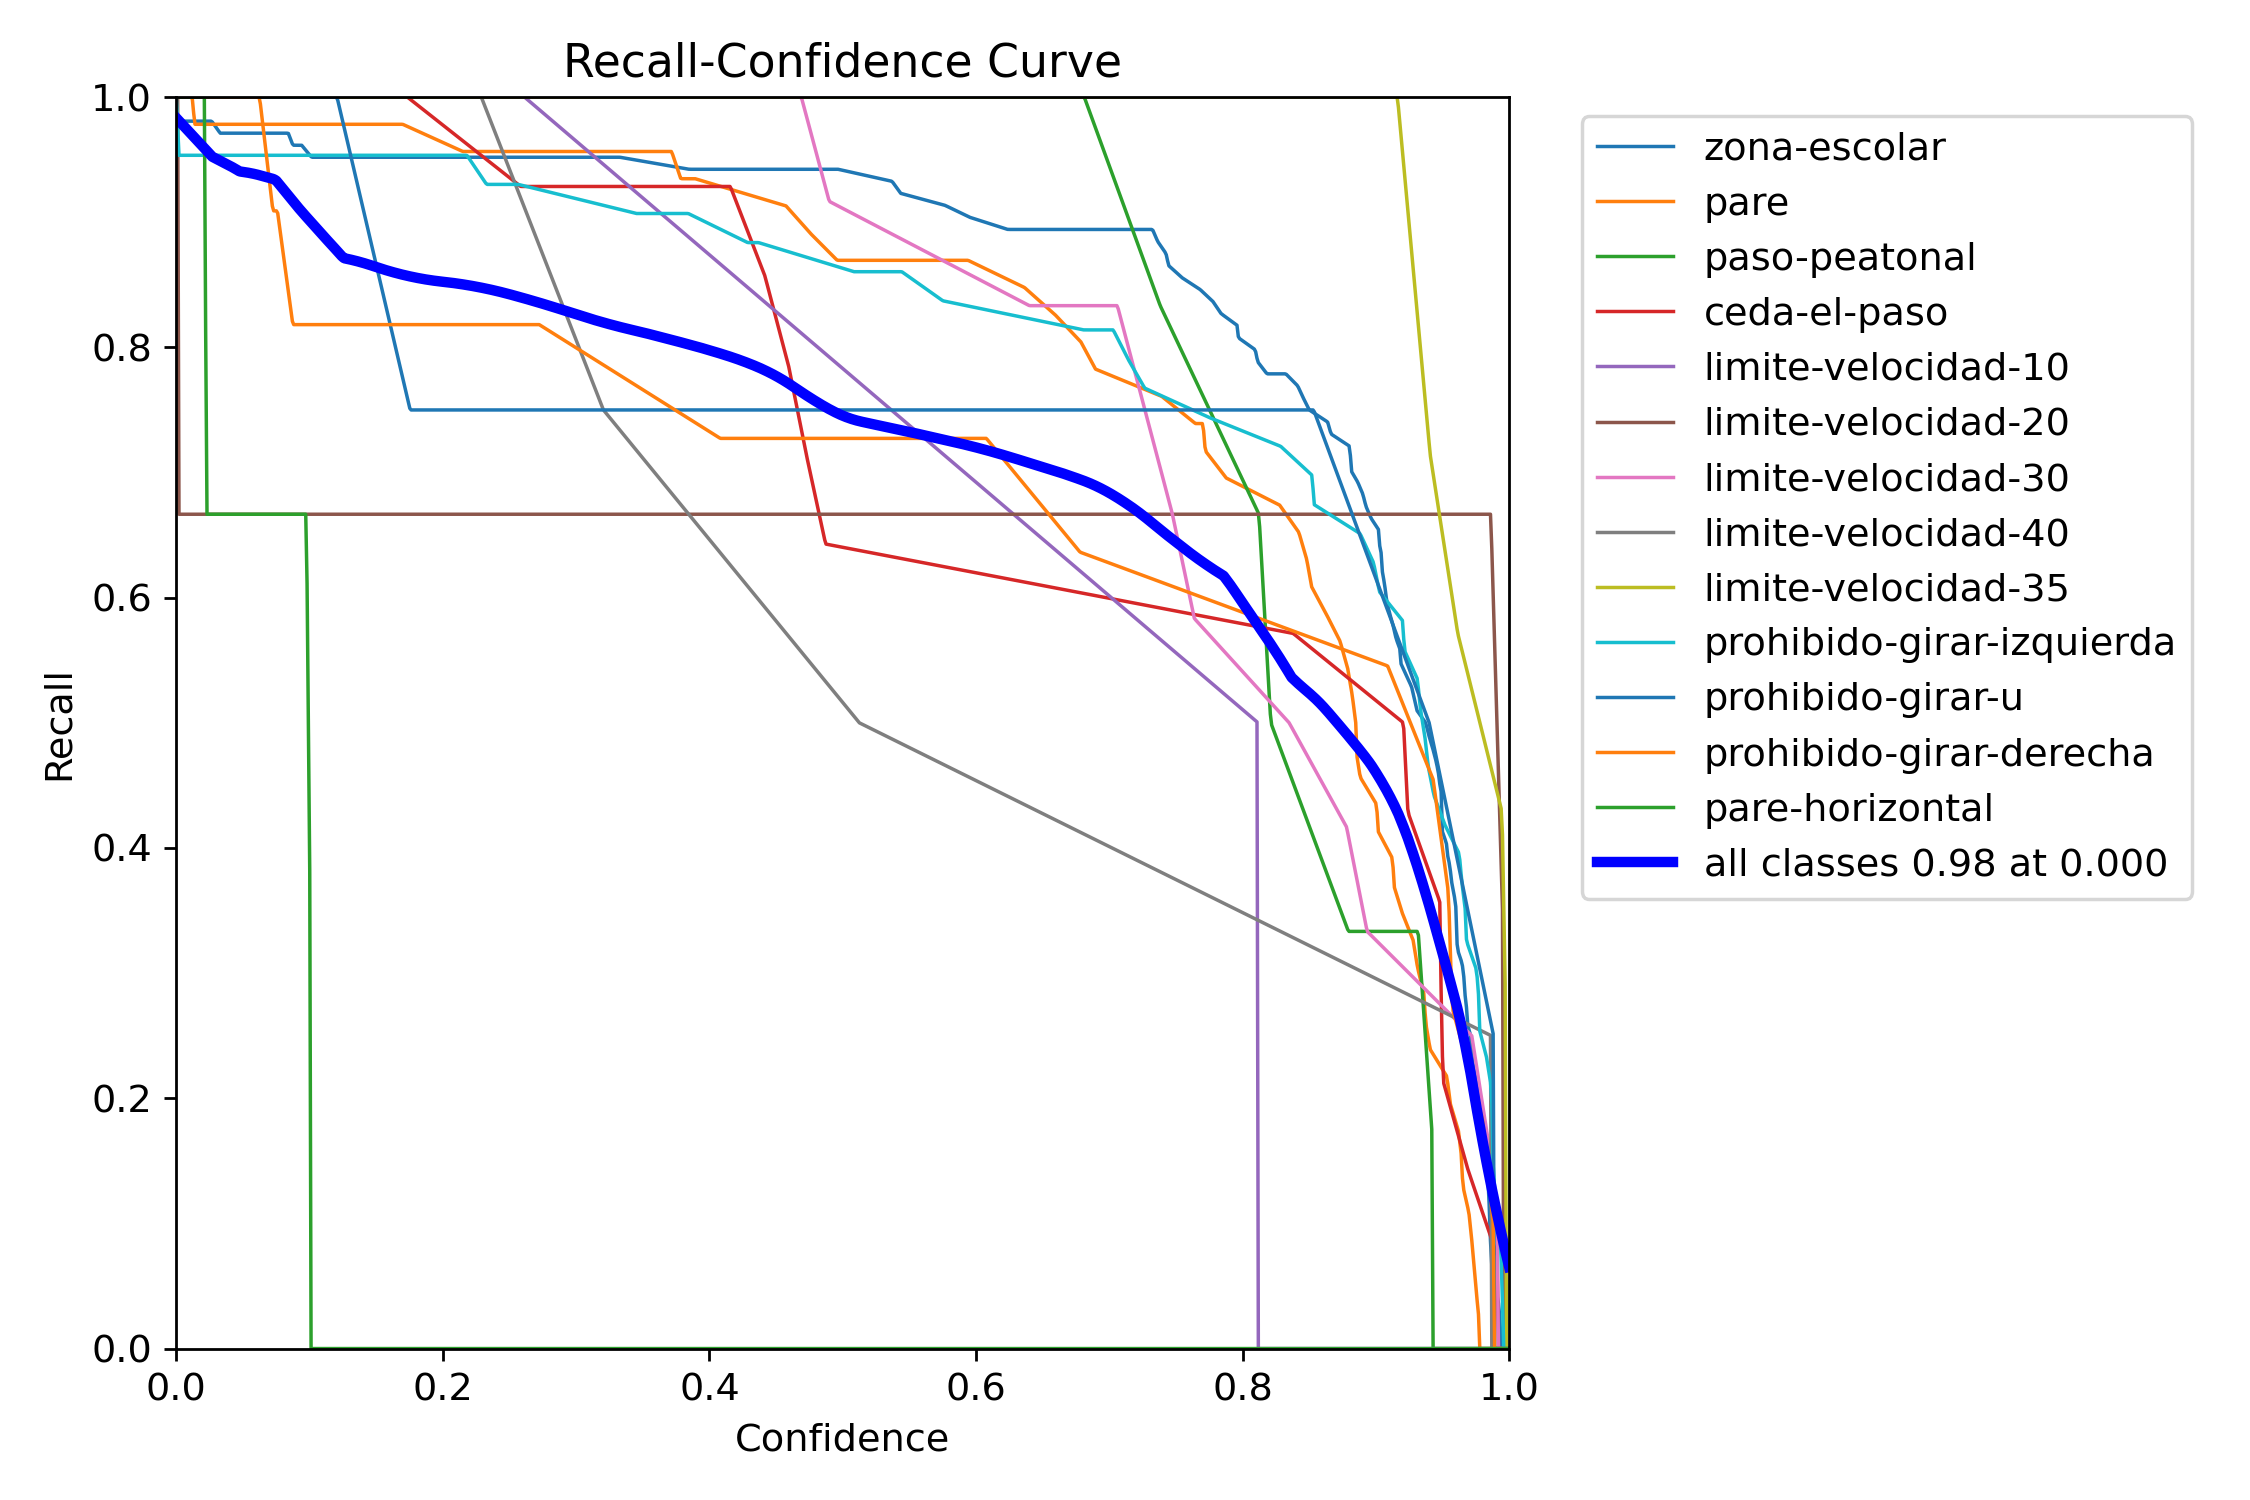 Recall-Confidence Curve
1.0
0.8
0.6
0.4
0.2
0.0
Recall
0.0 0.2 0.4 0.6 0.8 1.0
Confidence
zona-escolar
pare
paso-peatonal
ceda-el-paso
limite-velocidad-10
limite-velocidad-20
limite-velocidad-30
limite-velocidad-40
limite-velocidad-35
prohibido-girar-izquierda
prohibido-girar-u
prohibido-girar-derecha
pare-horizontal
all classes 0.98 at 0.000